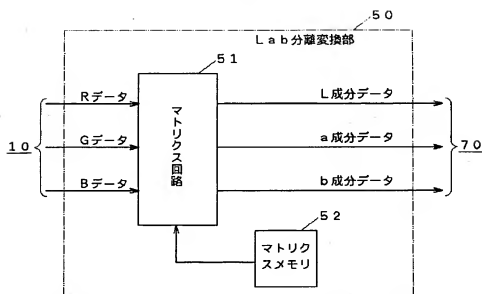 50
Lab分離変換部
51
Rデータ
L成分データ
10
Gデータ
マトリクス回路
a成分データ
70
Bデータ
b成分データ
52
マトリク
スメモリ